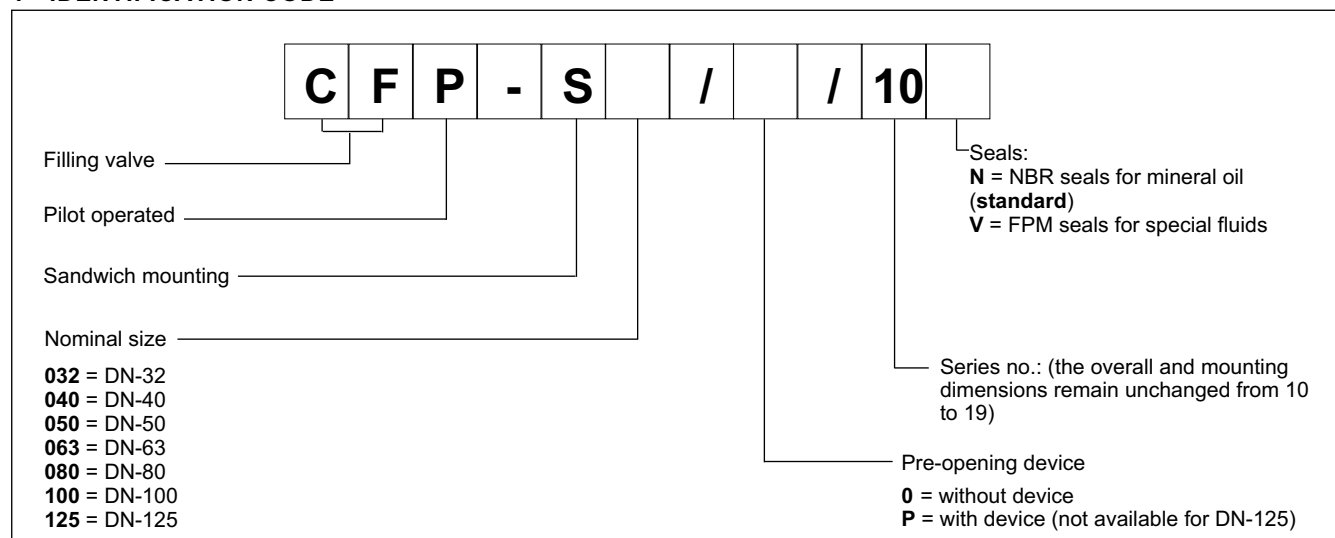 C F P - S / / 10
Filling valve
Pilot operated
Sandwich mounting
Nominal size
032 = DN-32
040 = DN-40
050 = DN-50
063 = DN-63
080 = DN-80
100 = DN-100
125 = DN-125
Seals:
N = NBR seals for mineral oil
(standard)
V = FPM seals for special fluids
Series no.: (the overall and mounting
dimensions remain unchanged from 10
to 19)
Pre-opening device
0 = without device
P = with device (not available for DN-125)